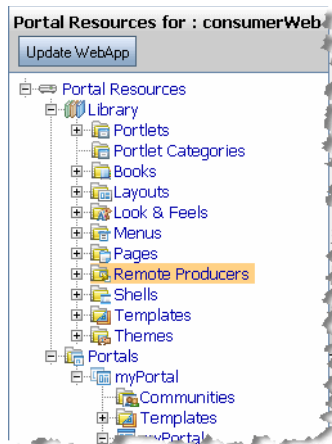 Portal Resources for : consumerWeb
Update WebApp
Portal Resources
Library
Portlets
Portlet Categories
Books
Layouts
Look & Feels
Menus
Pages
Remote Producers
Shells
Templates
Themes
Portals
myPortal
Communities
Templates
myPortal